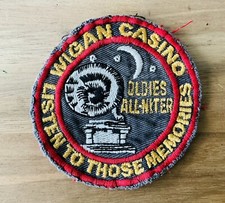 WIGAN CASINO
OLDIES
ALL-NITER
LISTEN TO THOSE MEMORIES